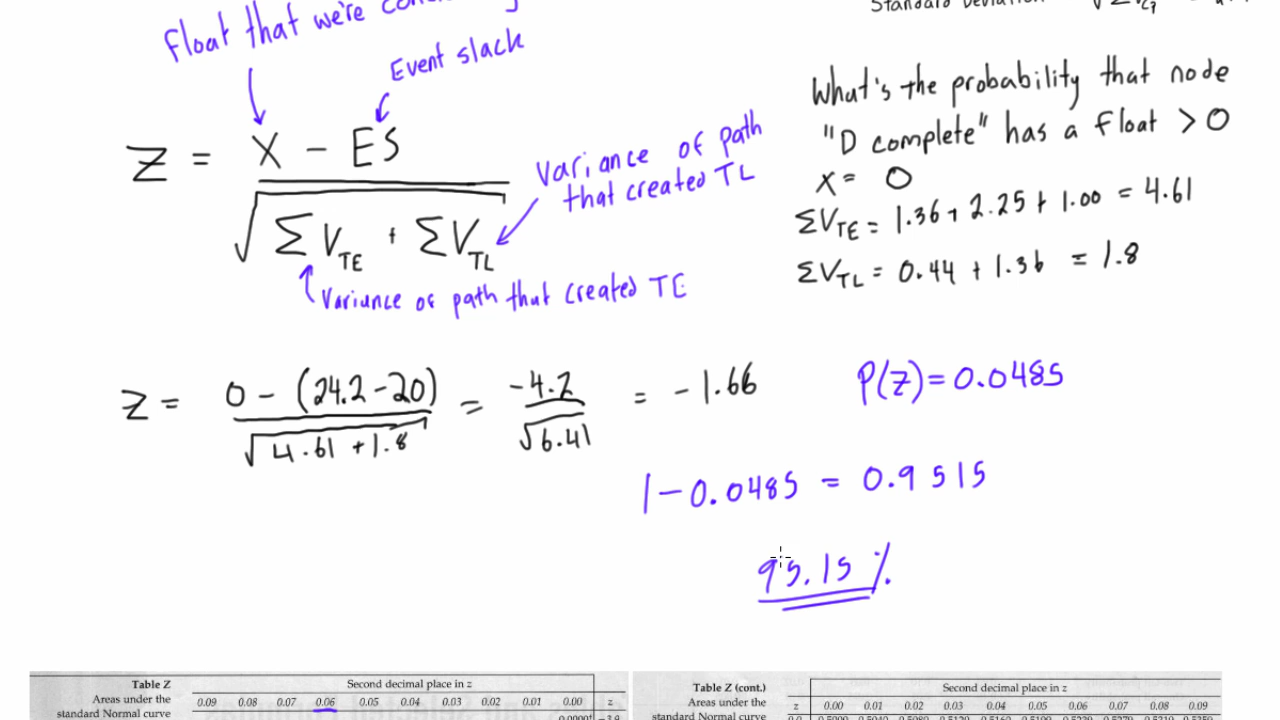 Float that we're
Standard Deviation
Event slack
Z = X - ES
√ΣV_TE + ΣV_TL
Variance of path
that created TL
Variance of path that created TE
What's the probability that node
"D complete" has a float > 0
X = 0
ΣV_TE = 1.36 + 2.25 + 1.00 = 4.61
ΣV_TL = 0.44 + 1.36 = 1.8
Z = 0 - (24.2 - 20) / √4.61 + 1.8 = -4.2 / √6.41 = -1.66
P(Z) = 0.0485
1 - 0.0485 = 0.9515
95.15 %
Table Z
Areas under the
standard Normal curve
Second decimal place in z
0.09 0.08 0.07 0.06 0.05 0.04 0.03 0.02 0.01 0.00 z
Table Z (cont.)
Areas under the
Second decimal place in z
z 0.00 0.01 0.02 0.03 0.04 0.05 0.06 0.07 0.08 0.09